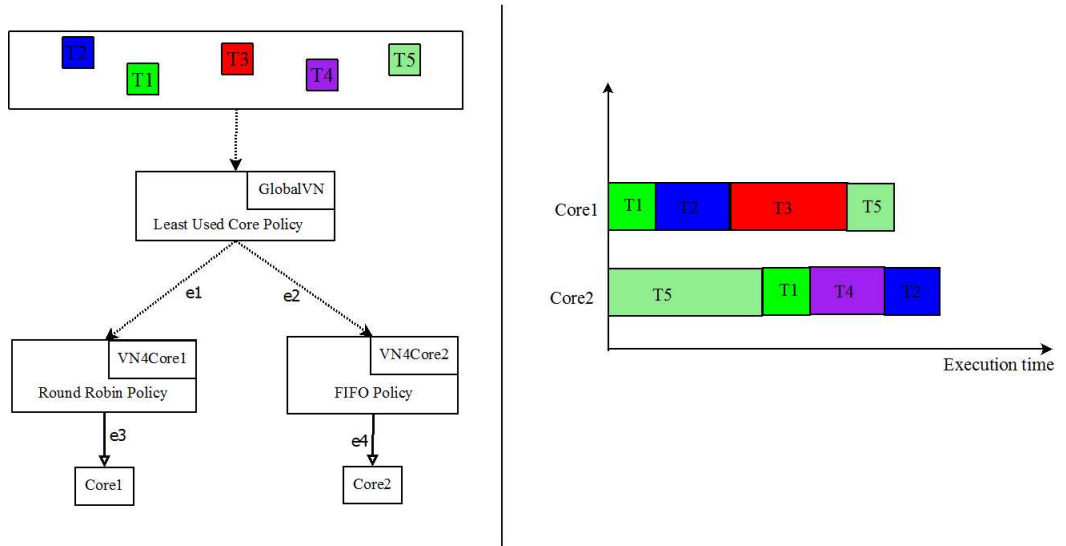 T2
T1
T3
T4
T5
GlobalVN
Least Used Core Policy
e1
e2
VN4Core1
Round Robin Policy
VN4Core2
FIFO Policy
e3
e4
Core1
Core2
Core1
T1
T2
T3
T5
Core2
T5
T1
T4
T2
Execution time